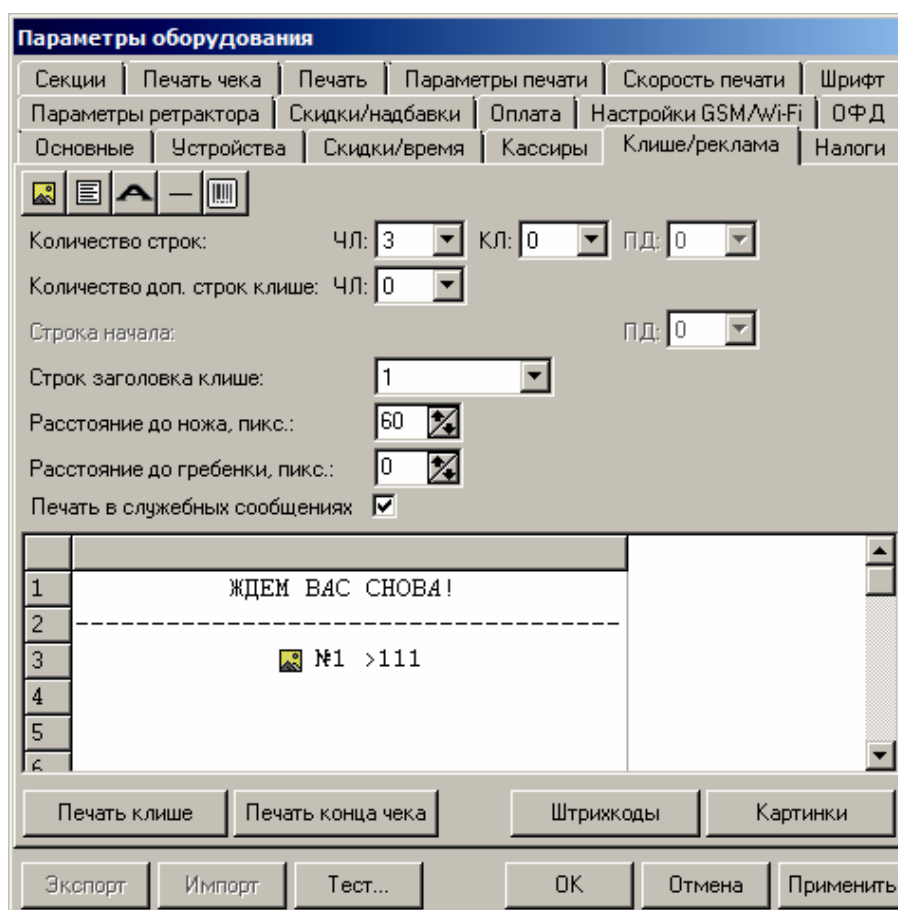 Параметры оборудования
Секции Печать чека Печать Параметры печати Скорость печати Шрифт
Параметры ретрактора Скидки/надбавки Оплата Настройки GSM/Wi-Fi ОФД
Основные Устройства Скидки/время Кассиры Клише/реклама Налоги
Количество строк: ЧЛ: 3 КЛ: 0 ПД: 0
Количество доп. строк клише: ЧЛ: 0
Строка начала: ПД: 0
Строк заголовка клише: 1
Расстояние до ножа, пикс.: 60
Расстояние до гребенки, пикс.: 0
Печать в служебных сообщениях
1 ЖДЕМ ВАС СНОВА!
2 ------------------------------------
3 №1 >111
4
5
6
Печать клише Печать конца чека Штрихкоды Картинки
Экспорт Импорт Тест... OK Отмена Применить